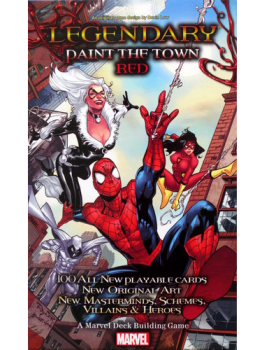 LEGENDARY
PAINT THE TOWN
RED
100 All New playable cards
New Original Art
New Masterminds, Schemes,
Villains & Heroes
A Marvel Deck Building Game
MARVEL